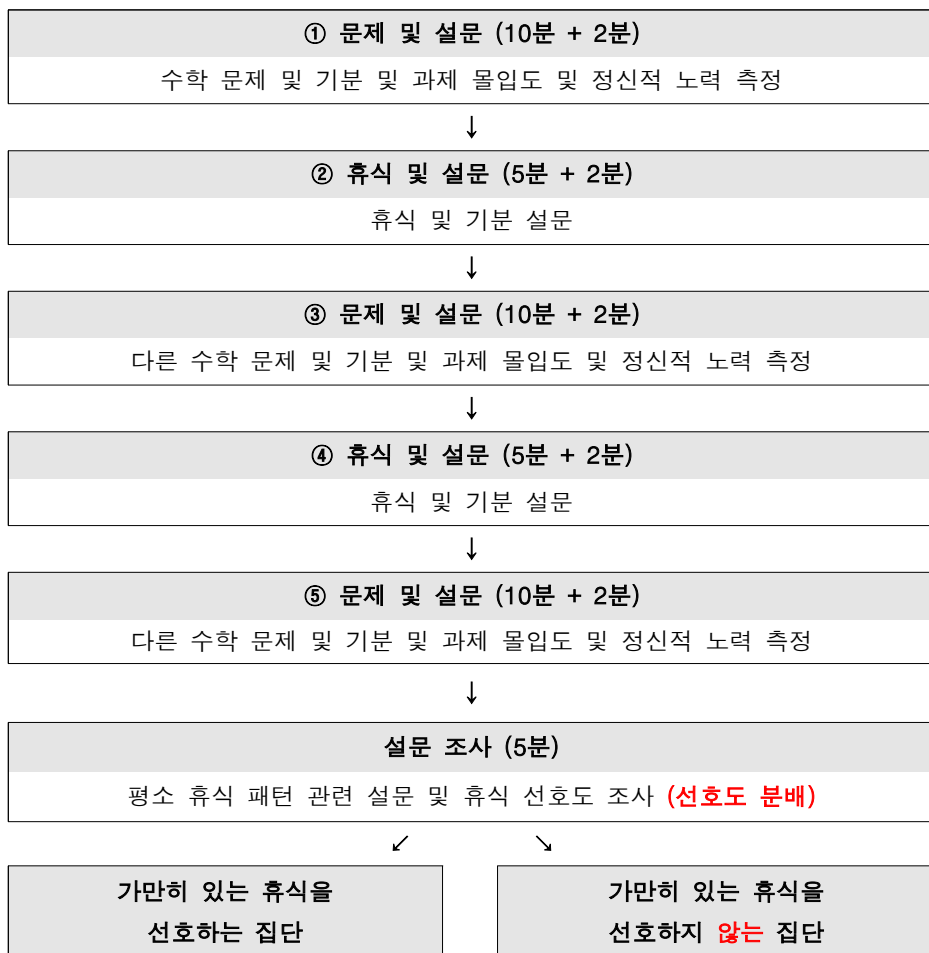 ① 문제 및 설문 (10분 + 2분)
수학 문제 및 기분 및 과제 몰입도 및 정신적 노력 측정
↓
② 휴식 및 설문 (5분 + 2분)
휴식 및 기분 설문
↓
③ 문제 및 설문 (10분 + 2분)
다른 수학 문제 및 기분 및 과제 몰입도 및 정신적 노력 측정
↓
④ 휴식 및 설문 (5분 + 2분)
휴식 및 기분 설문
↓
⑤ 문제 및 설문 (10분 + 2분)
다른 수학 문제 및 기분 및 과제 몰입도 및 정신적 노력 측정
↓
설문 조사 (5분)
평소 휴식 패턴 관련 설문 및 휴식 선호도 조사 (선호도 분배)
↙ ↘
가만히 있는 휴식을
선호하는 집단
가만히 있는 휴식을
선호하지 않는 집단